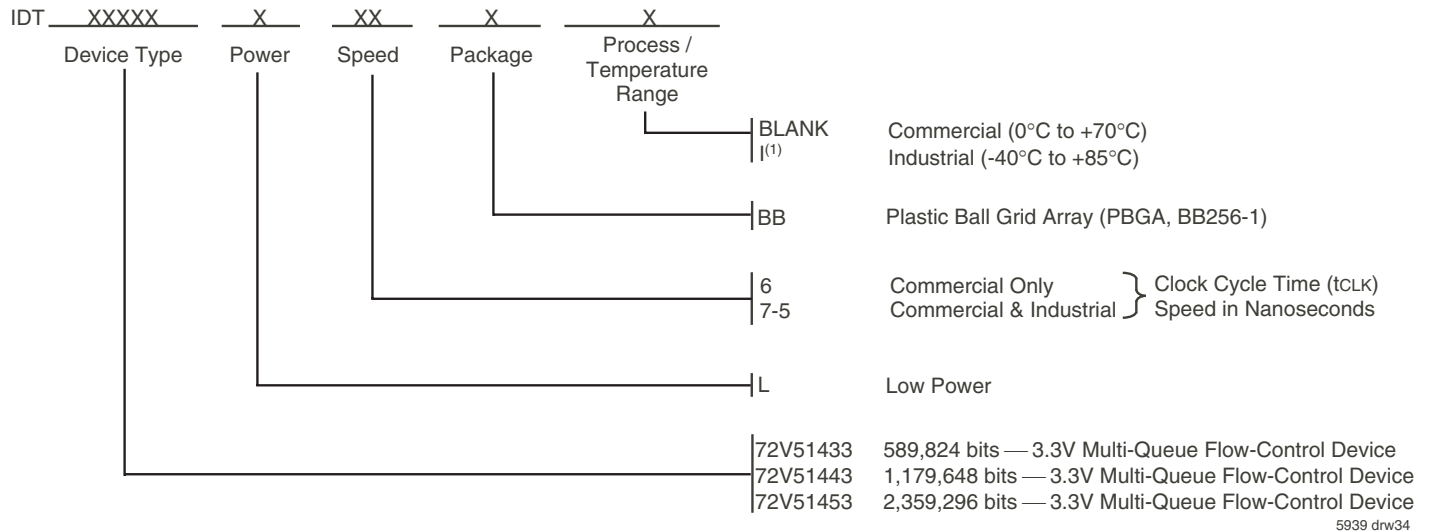 IDT XXXXX X XX X X
Device Type Power Speed Package Process / Temperature Range
BLANK Commercial (0°C to +70°C)
I(1) Industrial (-40°C to +85°C)
BB Plastic Ball Grid Array (PBGA, BB256-1)
6 Commercial Only } Clock Cycle Time (tCLK)
7-5 Commercial & Industrial Speed in Nanoseconds
L Low Power
72V51433 589,824 bits — 3.3V Multi-Queue Flow-Control Device
72V51443 1,179,648 bits — 3.3V Multi-Queue Flow-Control Device
72V51453 2,359,296 bits — 3.3V Multi-Queue Flow-Control Device
5939 drw34